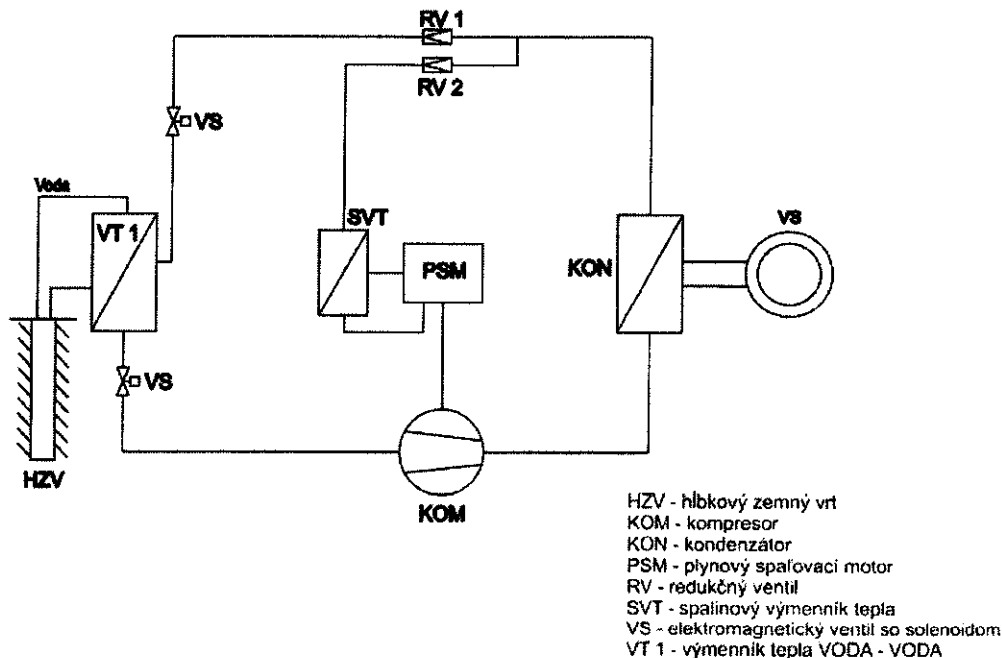 RV 1
RV 2
VS
Voda
VT 1
SVT
PSM
KON
VS
VS
HZV
KOM
HZV - hĺbkový zemný vrt
KOM - kompresor
KON - kondenzátor
PSM - plynový spaľovací motor
RV - redukčný ventil
SVT - spalinový výmenník tepla
VS - elektromagnetický ventil so solenoidom
VT 1 - výmenník tepla VODA - VODA